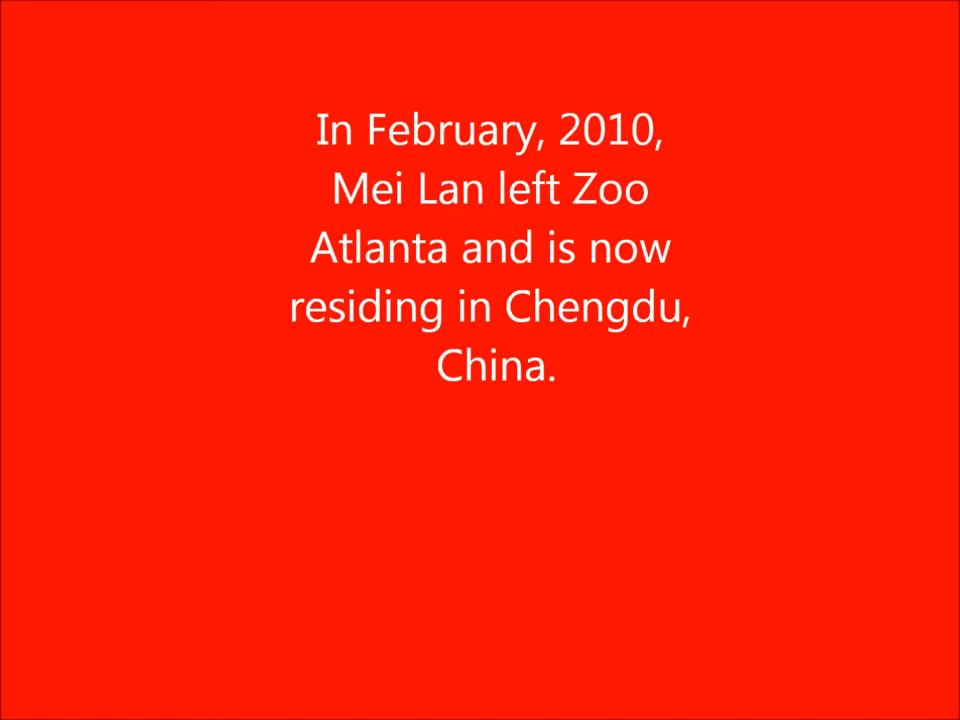 In February, 2010,
Mei Lan left Zoo
Atlanta and is now
residing in Chengdu,
China.